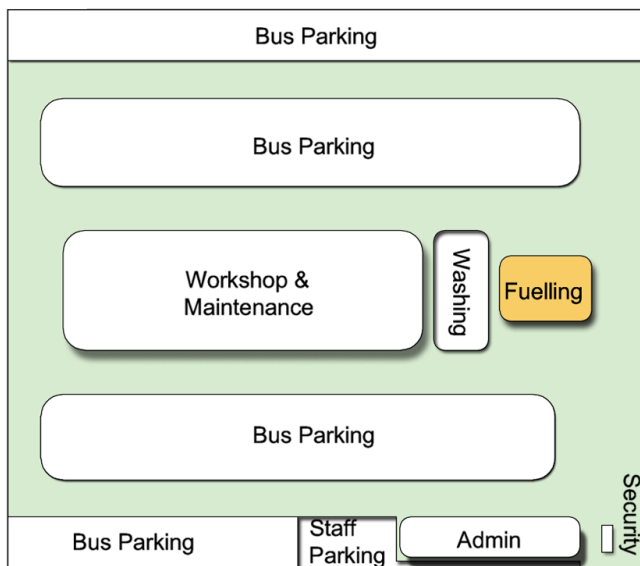 Bus Parking
Bus Parking
Workshop &
Maintenance
Washing
Fuelling
Bus Parking
Security
Bus Parking
Staff
Parking
Admin